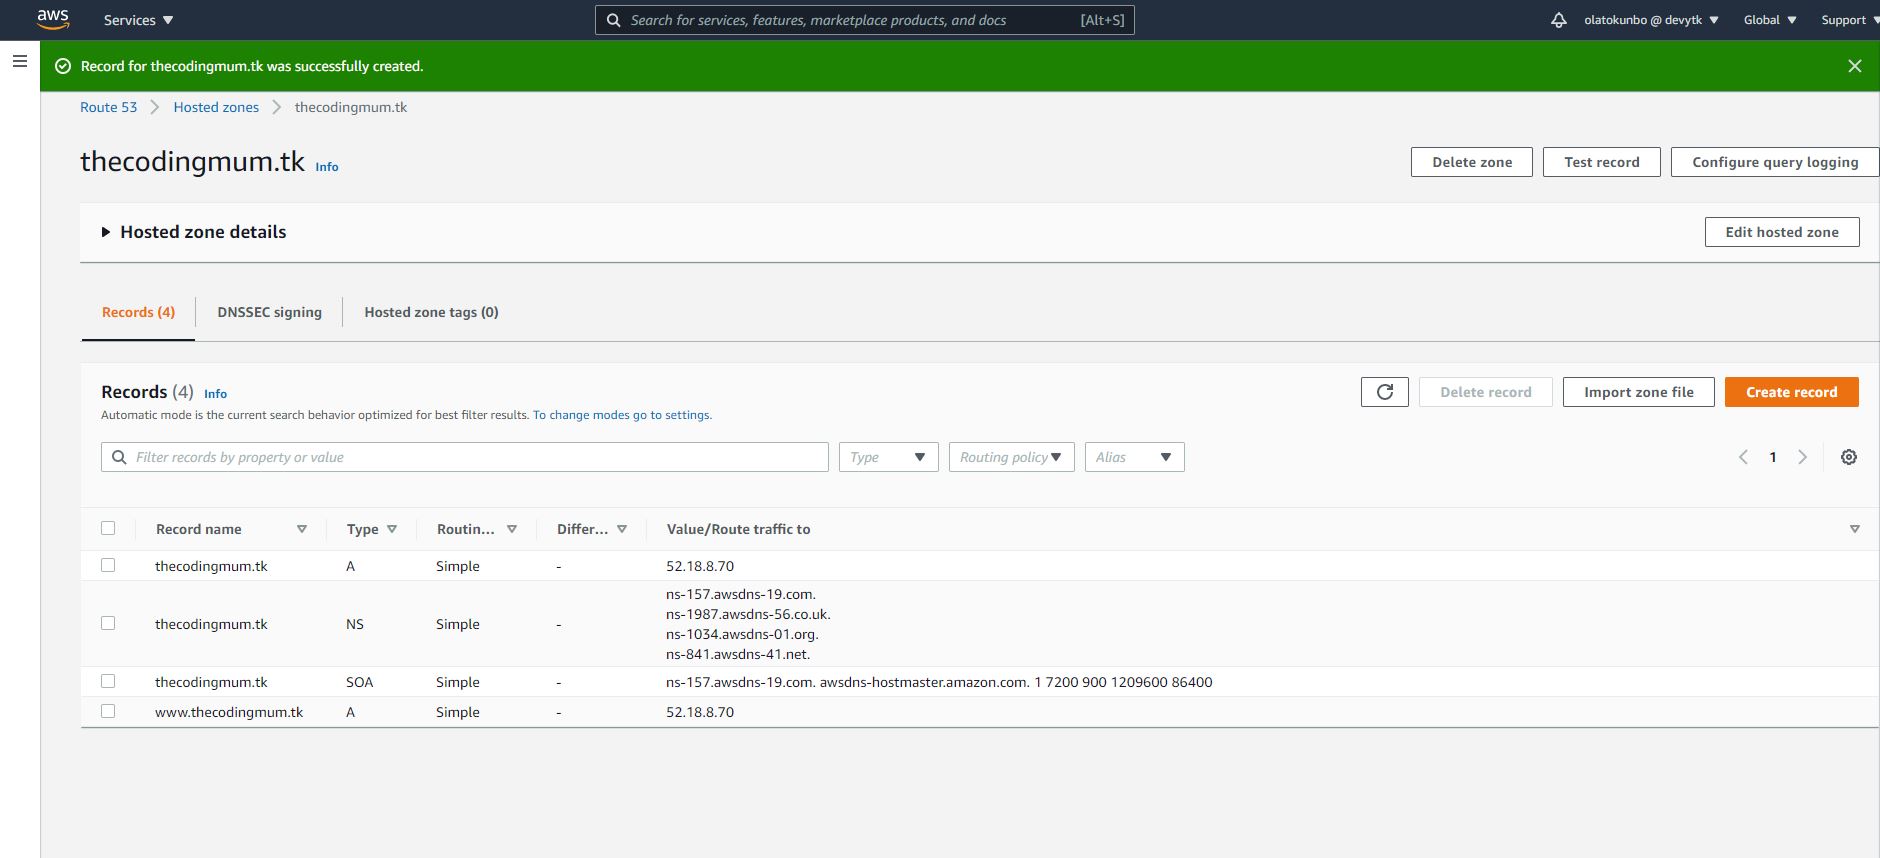 aws Services Search for services, features, marketplace products, and docs [Alt+S] olatokunbo @ devytk Global Support
Record for thecodingmum.tk was successfully created.
Route 53 Hosted zones thecodingmum.tk
thecodingmum.tk Info Delete zone Test record Configure query logging
Hosted zone details Edit hosted zone
Records (4) DNSSEC signing Hosted zone tags (0)
Records (4) Info Delete record Import zone file Create record
Automatic mode is the current search behavior optimized for best filter results. To change modes go to settings.
Filter records by property or value Type Routing policy Alias 1
Record name Type Routin... Differ... Value/Route traffic to
thecodingmum.tk A Simple - 52.18.8.70
ns-157.awsdns-19.com.
ns-1987.awsdns-56.co.uk.
thecodingmum.tk NS Simple -
ns-1034.awsdns-01.org.
ns-841.awsdns-41.net.
thecodingmum.tk SOA Simple - ns-157.awsdns-19.com. awsdns-hostmaster.amazon.com. 1 7200 900 1209600 86400
www.thecodingmum.tk A Simple - 52.18.8.70